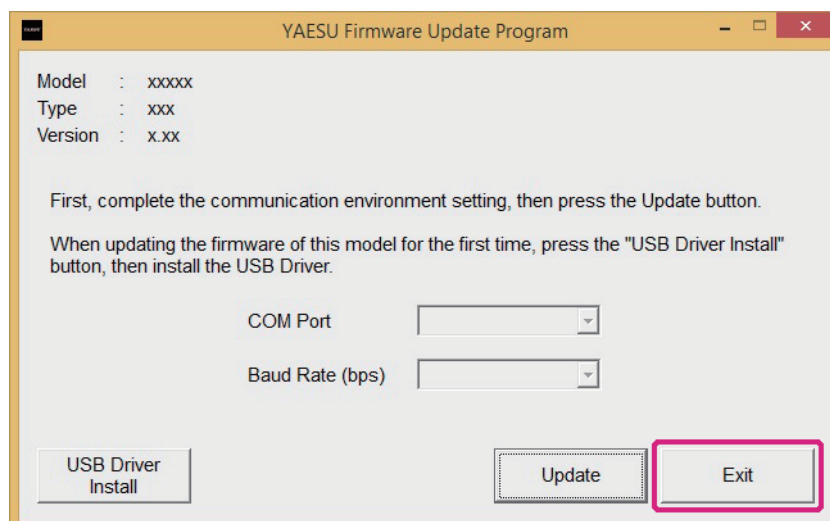 YAESU Firmware Update Program
Model : xxxxx
Type : xxx
Version : x.xx
First, complete the communication environment setting, then press the Update button.
When updating the firmware of this model for the first time, press the "USB Driver Install"
button, then install the USB Driver.
COM Port
Baud Rate (bps)
USB Driver
Install
Update
Exit